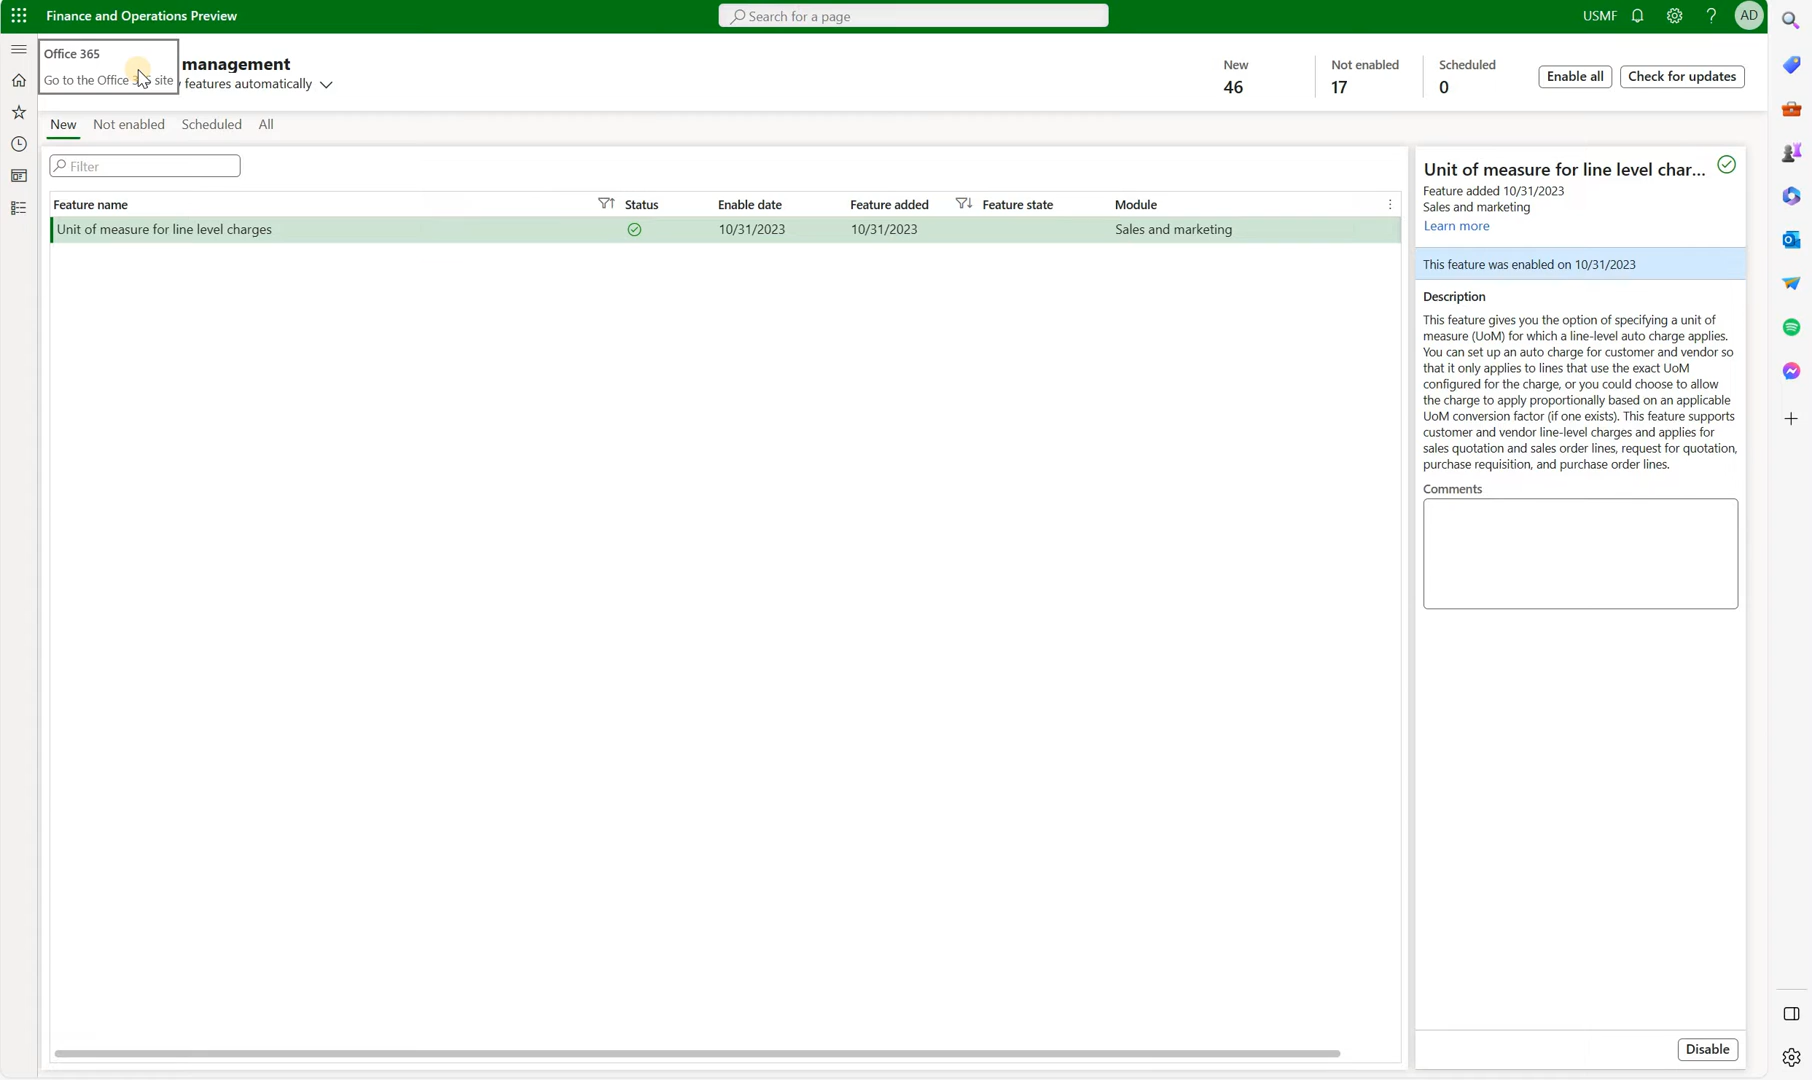 Finance and Operations Preview
Search for a page
USMF
AD
Office 365
Go to the Office 365 site
management
features automatically
New
46
Not enabled
17
Scheduled
0
Enable all
Check for updates
New
Not enabled
Scheduled
All
Filter
Feature name
Status
Enable date
Feature added
Feature state
Module
Unit of measure for line level charges
10/31/2023
10/31/2023
Sales and marketing
Unit of measure for line level char...
Feature added 10/31/2023
Sales and marketing
Learn more
This feature was enabled on 10/31/2023
Description
This feature gives you the option of specifying a unit of
measure (UoM) for which a line-level auto charge applies.
You can set up an auto charge for customer and vendor so
that it only applies to lines that use the exact UoM
configured for the charge, or you could choose to allow
the charge to apply proportionally based on an applicable
UoM conversion factor (if one exists). This feature supports
customer and vendor line-level charges and applies for
sales quotation and sales order lines, request for quotation,
purchase requisition, and purchase order lines.
Comments
Disable